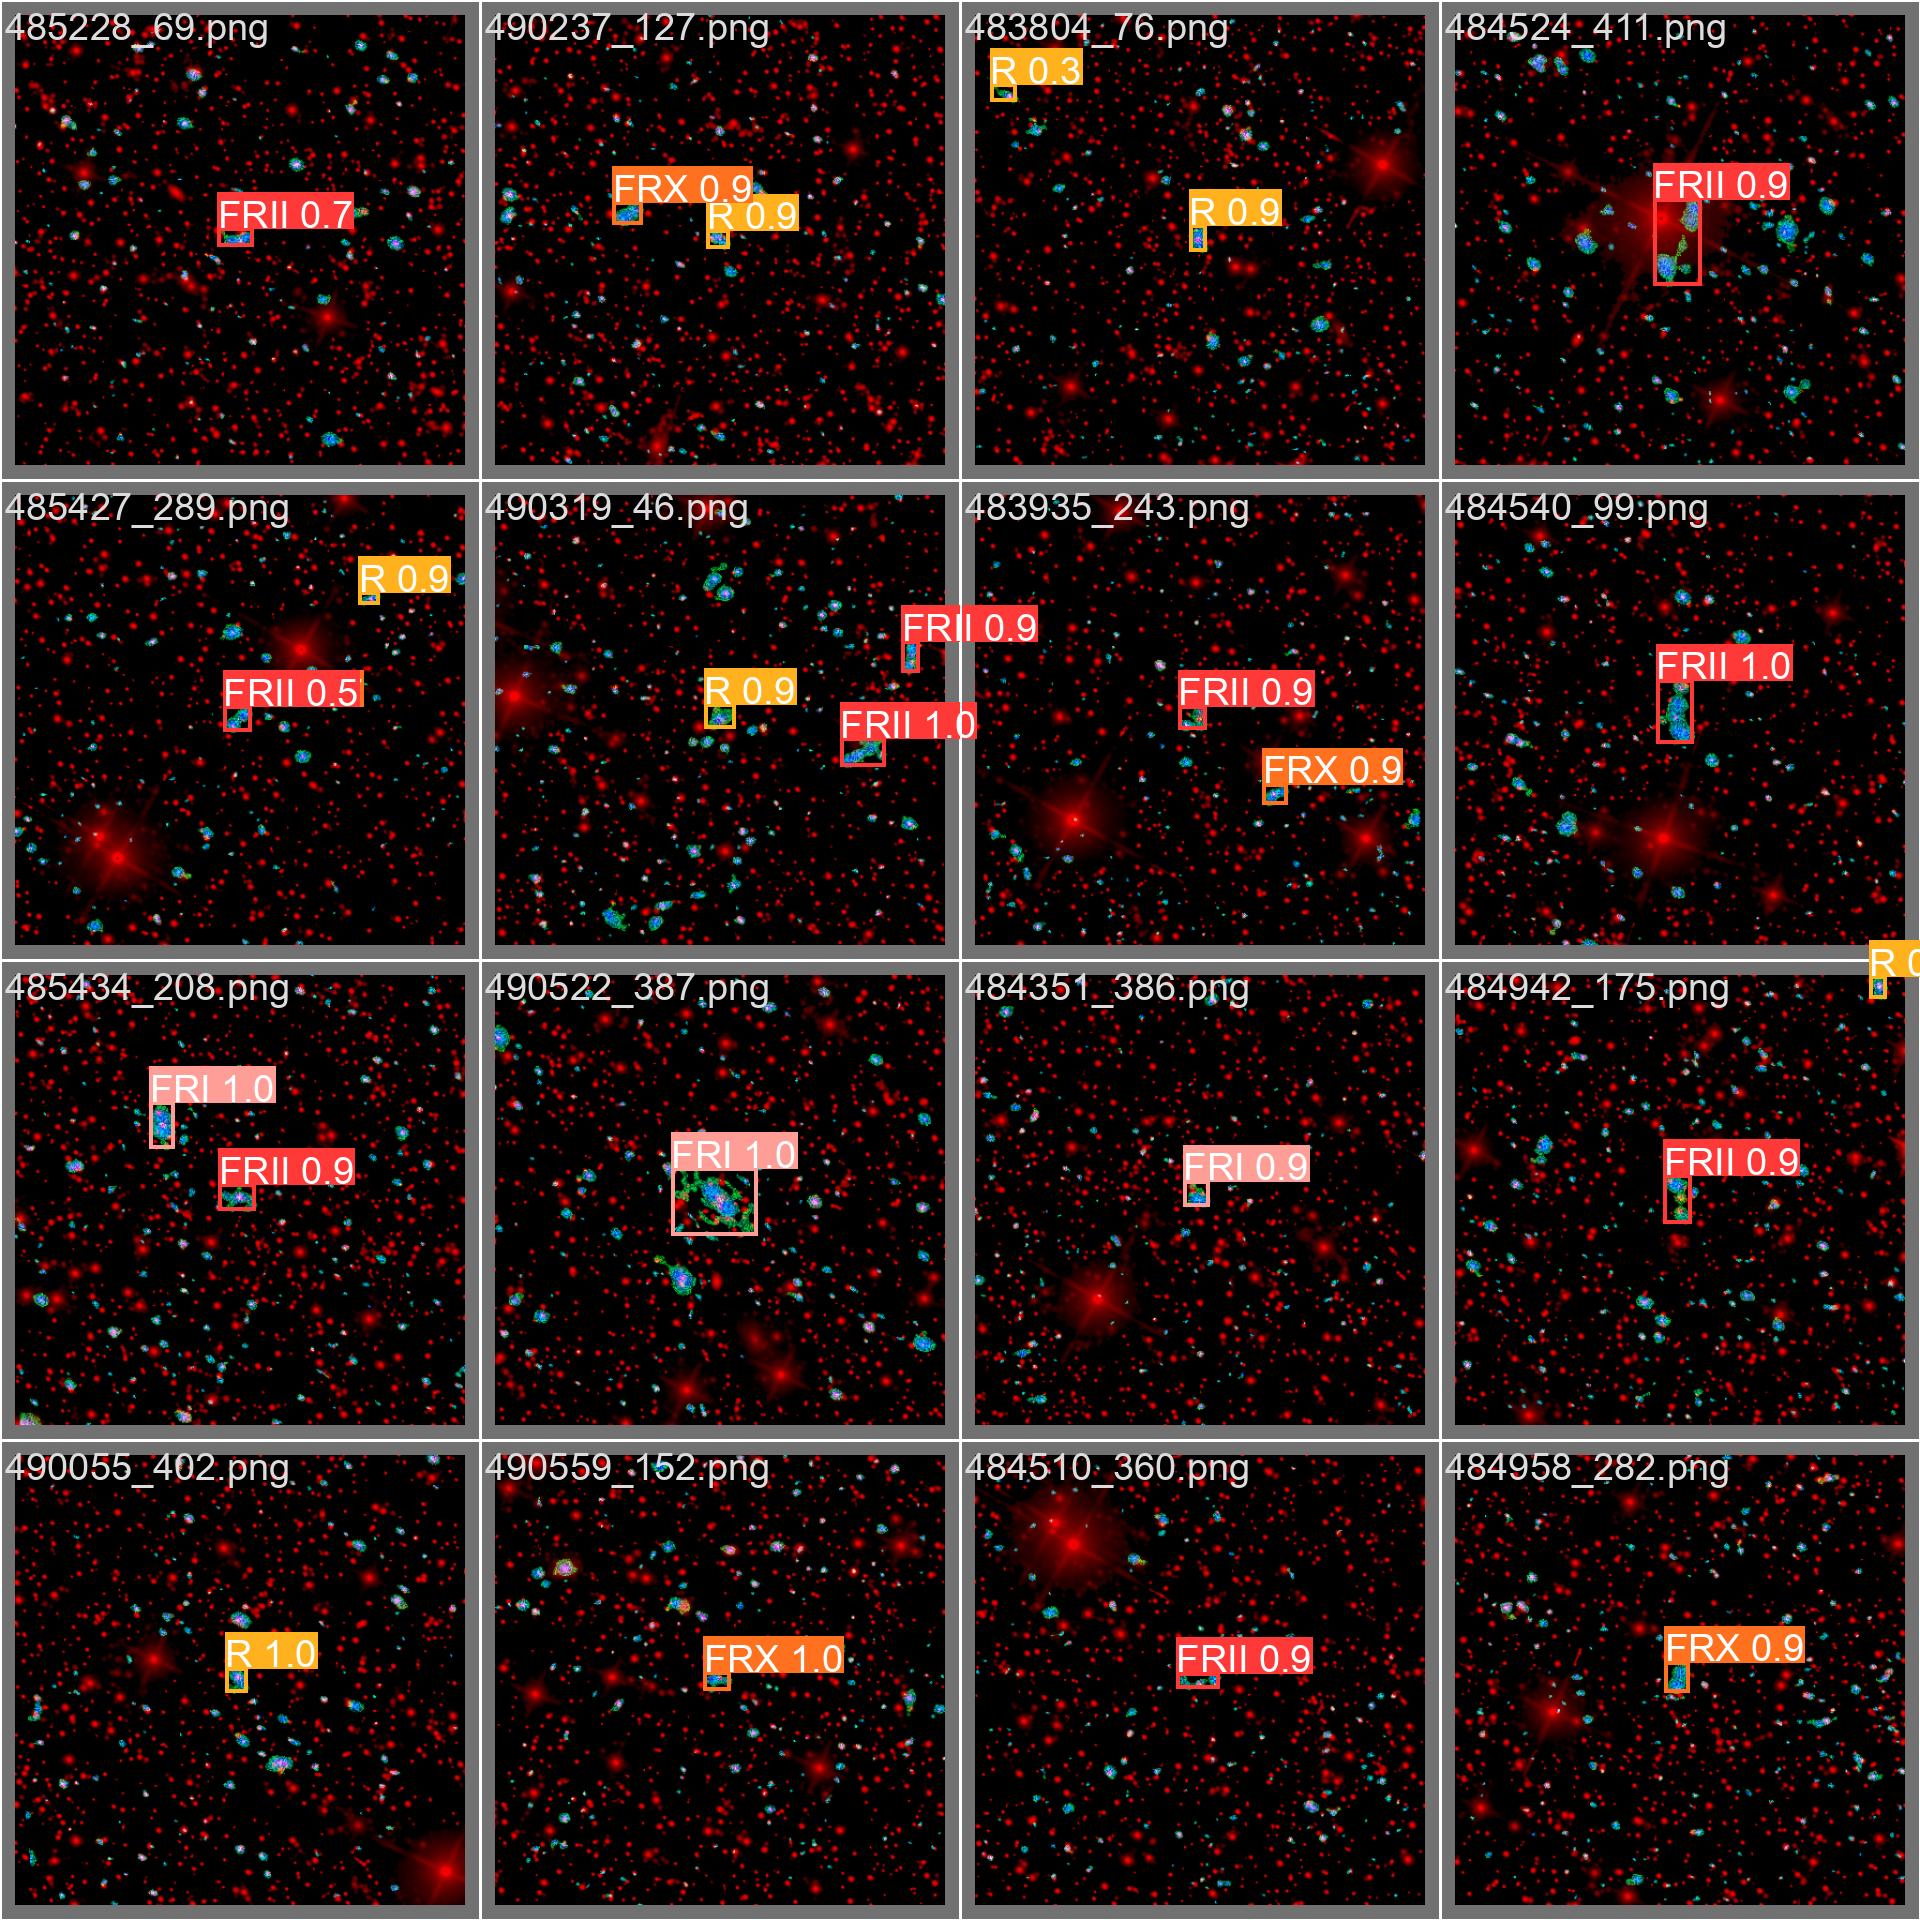 485228_69.png
FRII 0.7
490237_127.png
FRX 0.9
R 0.9
483804_76.png
R 0.3
R 0.9
484524_411.png
FRII 0.9
485427_289.png
R 0.9
FRII 0.5
490319_46.png
FRII 0.9
R 0.9
FRII 1.0
483935_243.png
FRII 0.9
FRX 0.9
484540_99.png
FRII 1.0
485434_208.png
FRI 1.0
FRII 0.9
490522_387.png
FRI 1.0
484351_386.png
FRI 0.9
484942_175.png
R 0
FRII 0.9
490055_402.png
R 1.0
490559_152.png
FRX 1.0
484510_360.png
FRII 0.9
484958_282.png
FRX 0.9